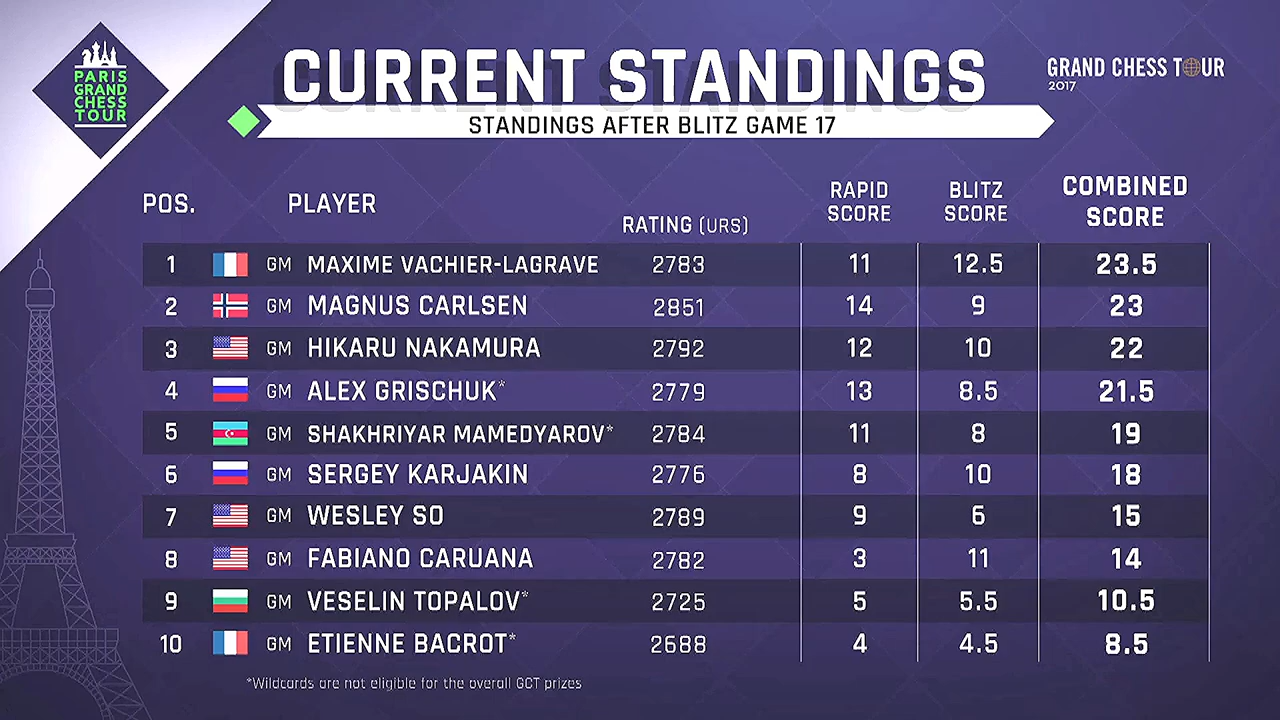 PARIS
GRAND
CHESS
TOUR
CURRENT STANDINGS
GRAND CHESS TOUR
2017
STANDINGS AFTER BLITZ GAME 17
POS. PLAYER RATING (URS) RAPID SCORE BLITZ SCORE COMBINED SCORE
1 GM MAXIME VACHIER-LAGRAVE 2783 11 12.5 23.5
2 GM MAGNUS CARLSEN 2851 14 9 23
3 GM HIKARU NAKAMURA 2792 12 10 22
4 GM ALEX GRISCHUK* 2779 13 8.5 21.5
5 GM SHAKHRIYAR MAMEDYAROV* 2784 11 8 19
6 GM SERGEY KARJAKIN 2776 8 10 18
7 GM WESLEY SO 2789 9 6 15
8 GM FABIANO CARUANA 2782 3 11 14
9 GM VESELIN TOPALOV* 2725 5 5.5 10.5
10 GM ETIENNE BACROT* 2688 4 4.5 8.5
*Wildcards are not eligible for the overall GCT prizes